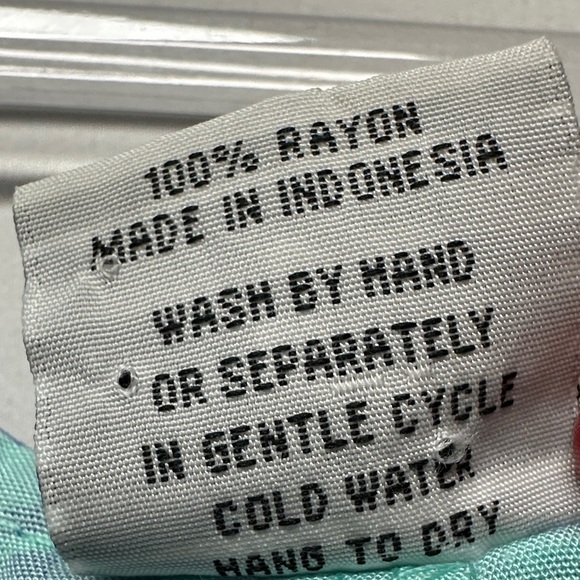 100% RAYON
MADE IN INDONESIA
WASH BY HAND
OR SEPARATELY
IN GENTLE CYCLE
COLD WATER
HANG TO DRY